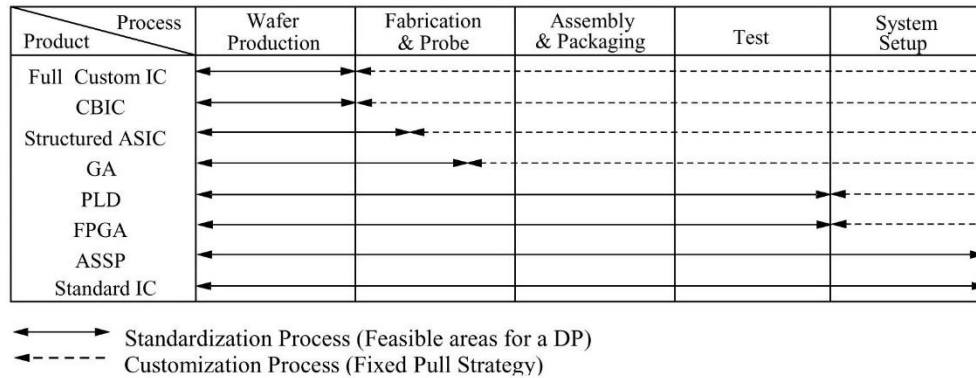 Process
Product
Wafer
Production
Fabrication
& Probe
Assembly
& Packaging
Test
System
Setup
Full Custom IC
CBIC
Structured ASIC
GA
PLD
FPGA
ASSP
Standard IC
Standardization Process (Feasible areas for a DP)
Customization Process (Fixed Pull Strategy)